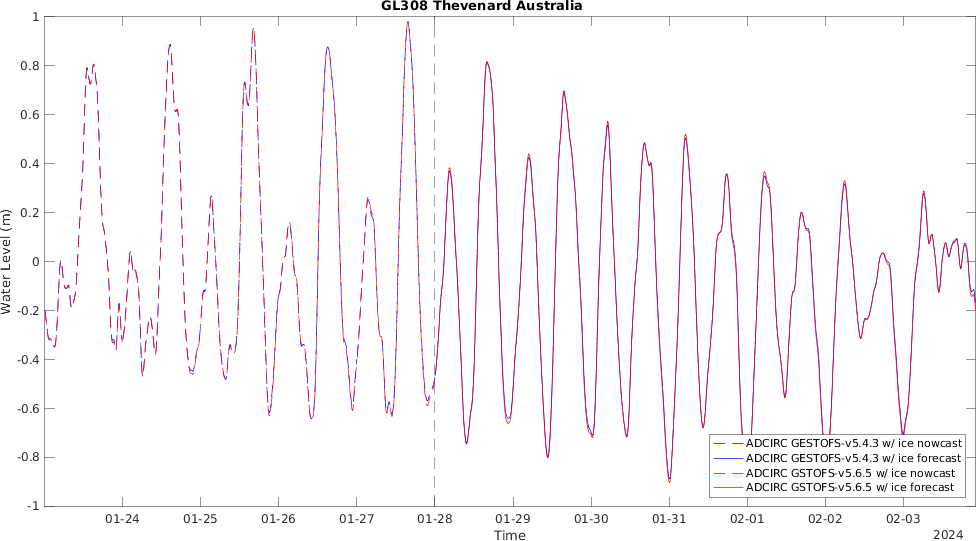 GL308 Thevenard Australia
1
0.8
0.6
0.4
0.2
0
-0.2
-0.4
-0.6
-0.8
-1
Water Level (m)
ADCIRC GESTOFS-v5.4.3 w/ ice nowcast
ADCIRC GESTOFS-v5.4.3 w/ ice forecast
ADCIRC GSTOFS-v5.6.5 w/ ice nowcast
ADCIRC GSTOFS-v5.6.5 w/ ice forecast
01-24 01-25 01-26 01-27 01-28 01-29 01-30 01-31 02-01 02-02 02-03
Time
2024